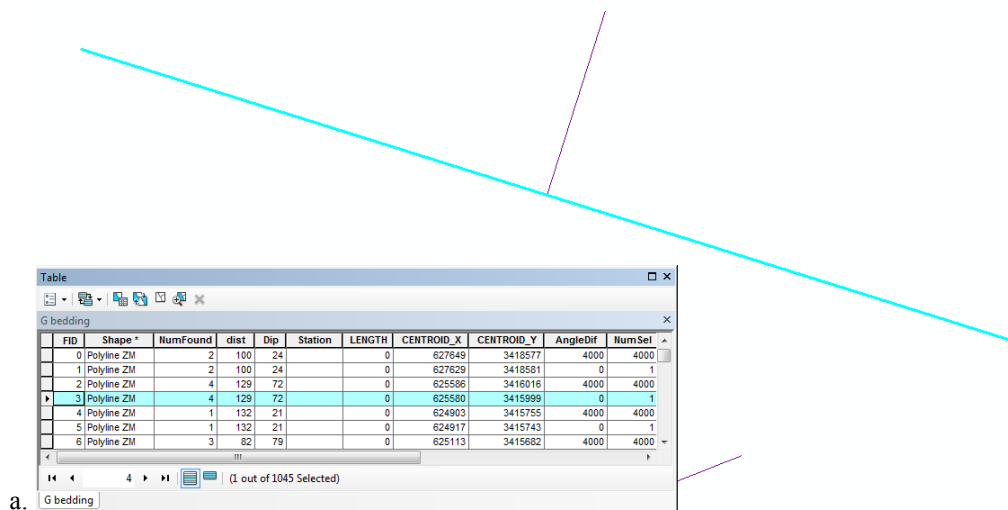 Table
G bedding
FID Shape * NumFound dist Dip Station LENGTH CENTROID_X CENTROID_Y AngleDif NumSel
0 Polyline ZM 2 100 24 0 627649 3418577 4000 4000
1 Polyline ZM 2 100 24 0 627629 3418581 0 1
2 Polyline ZM 4 129 72 0 625586 3416016 4000 4000
3 Polyline ZM 4 129 72 0 625580 3415999 0 1
4 Polyline ZM 1 132 21 0 624903 3415755 4000 4000
5 Polyline ZM 1 132 21 0 624917 3415743 0 1
6 Polyline ZM 3 82 79 0 625113 3415682 4000 4000
4 (1 out of 1045 Selected)
a. G bedding